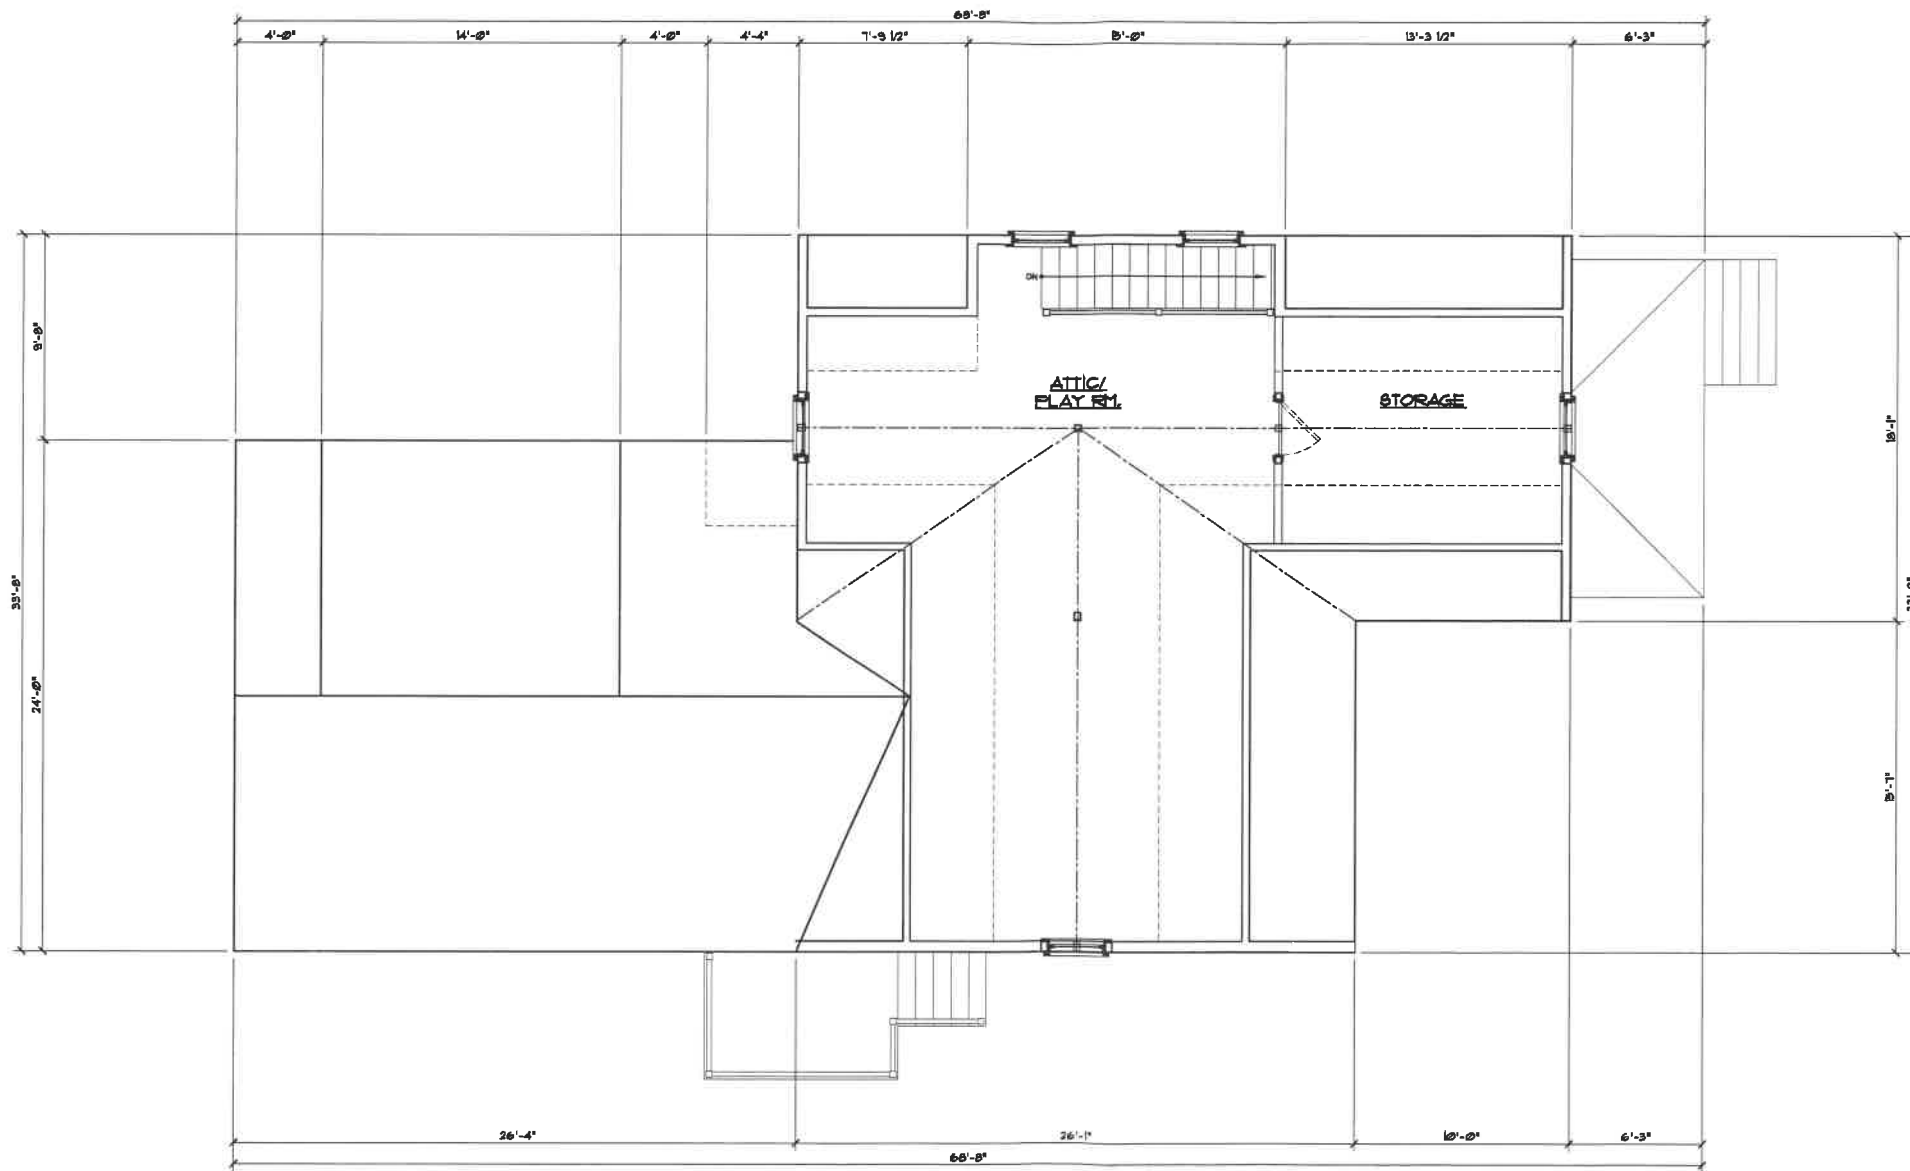 68'-8"
4'-0" 14'-0" 4'-0" 4'-4" 7'-9 1/2" 15'-0" 13'-3 1/2" 6'-3"
DN
9'-8"
ATTIC/
PLAY RM.
STORAGE
18'-1"
33'-8"
24'-0"
15'-7"
26'-4" 26'-1" 10'-0" 6'-3"
68'-8"